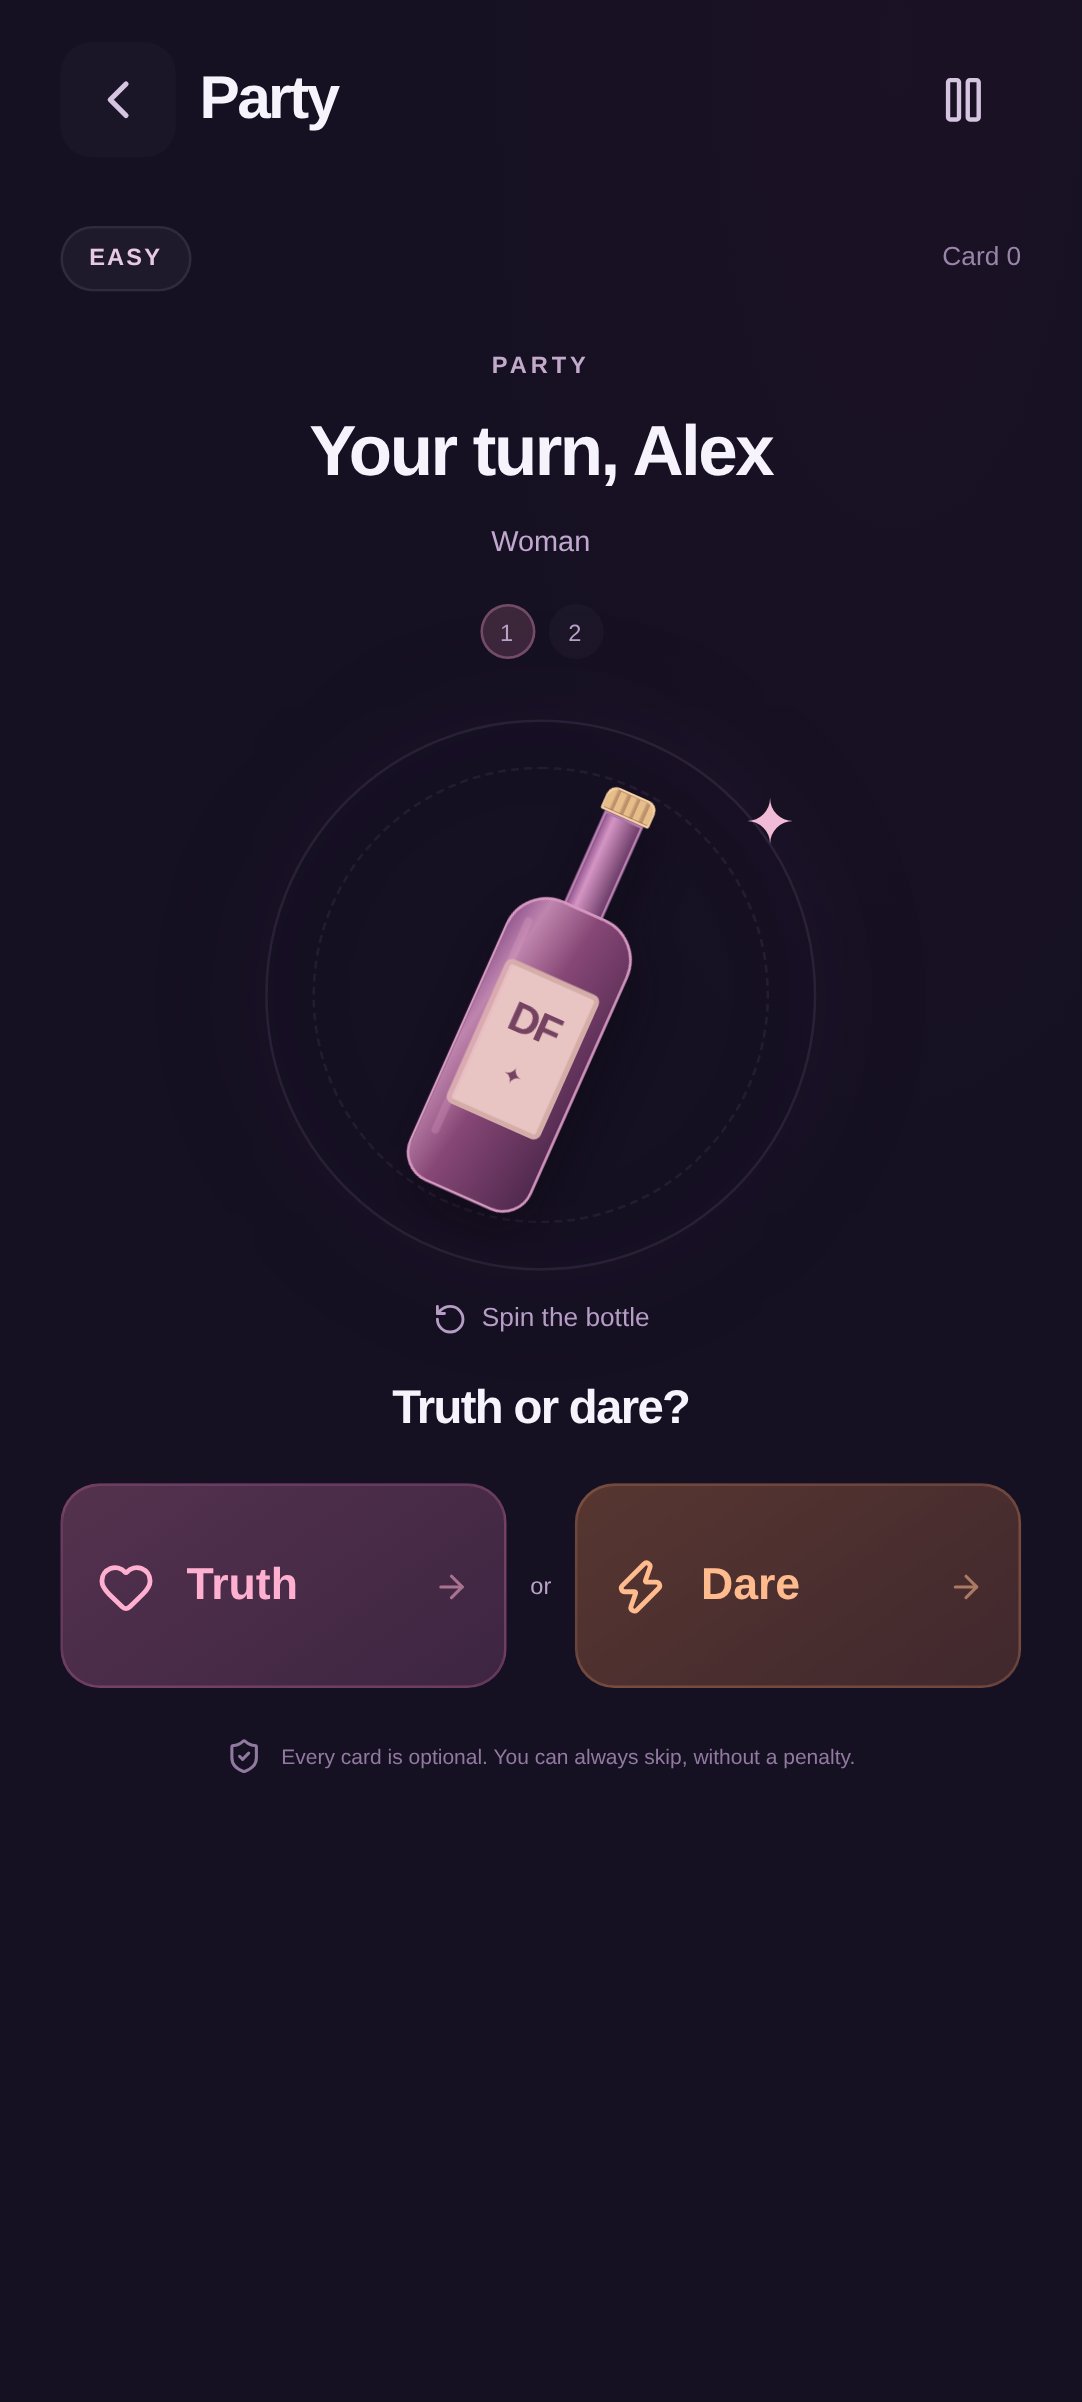 Party
EASY
Card 0
PARTY
Your turn, Alex
Woman
1 2
DF
Spin the bottle
Truth or dare?
Truth or Dare
Every card is optional. You can always skip, without a penalty.